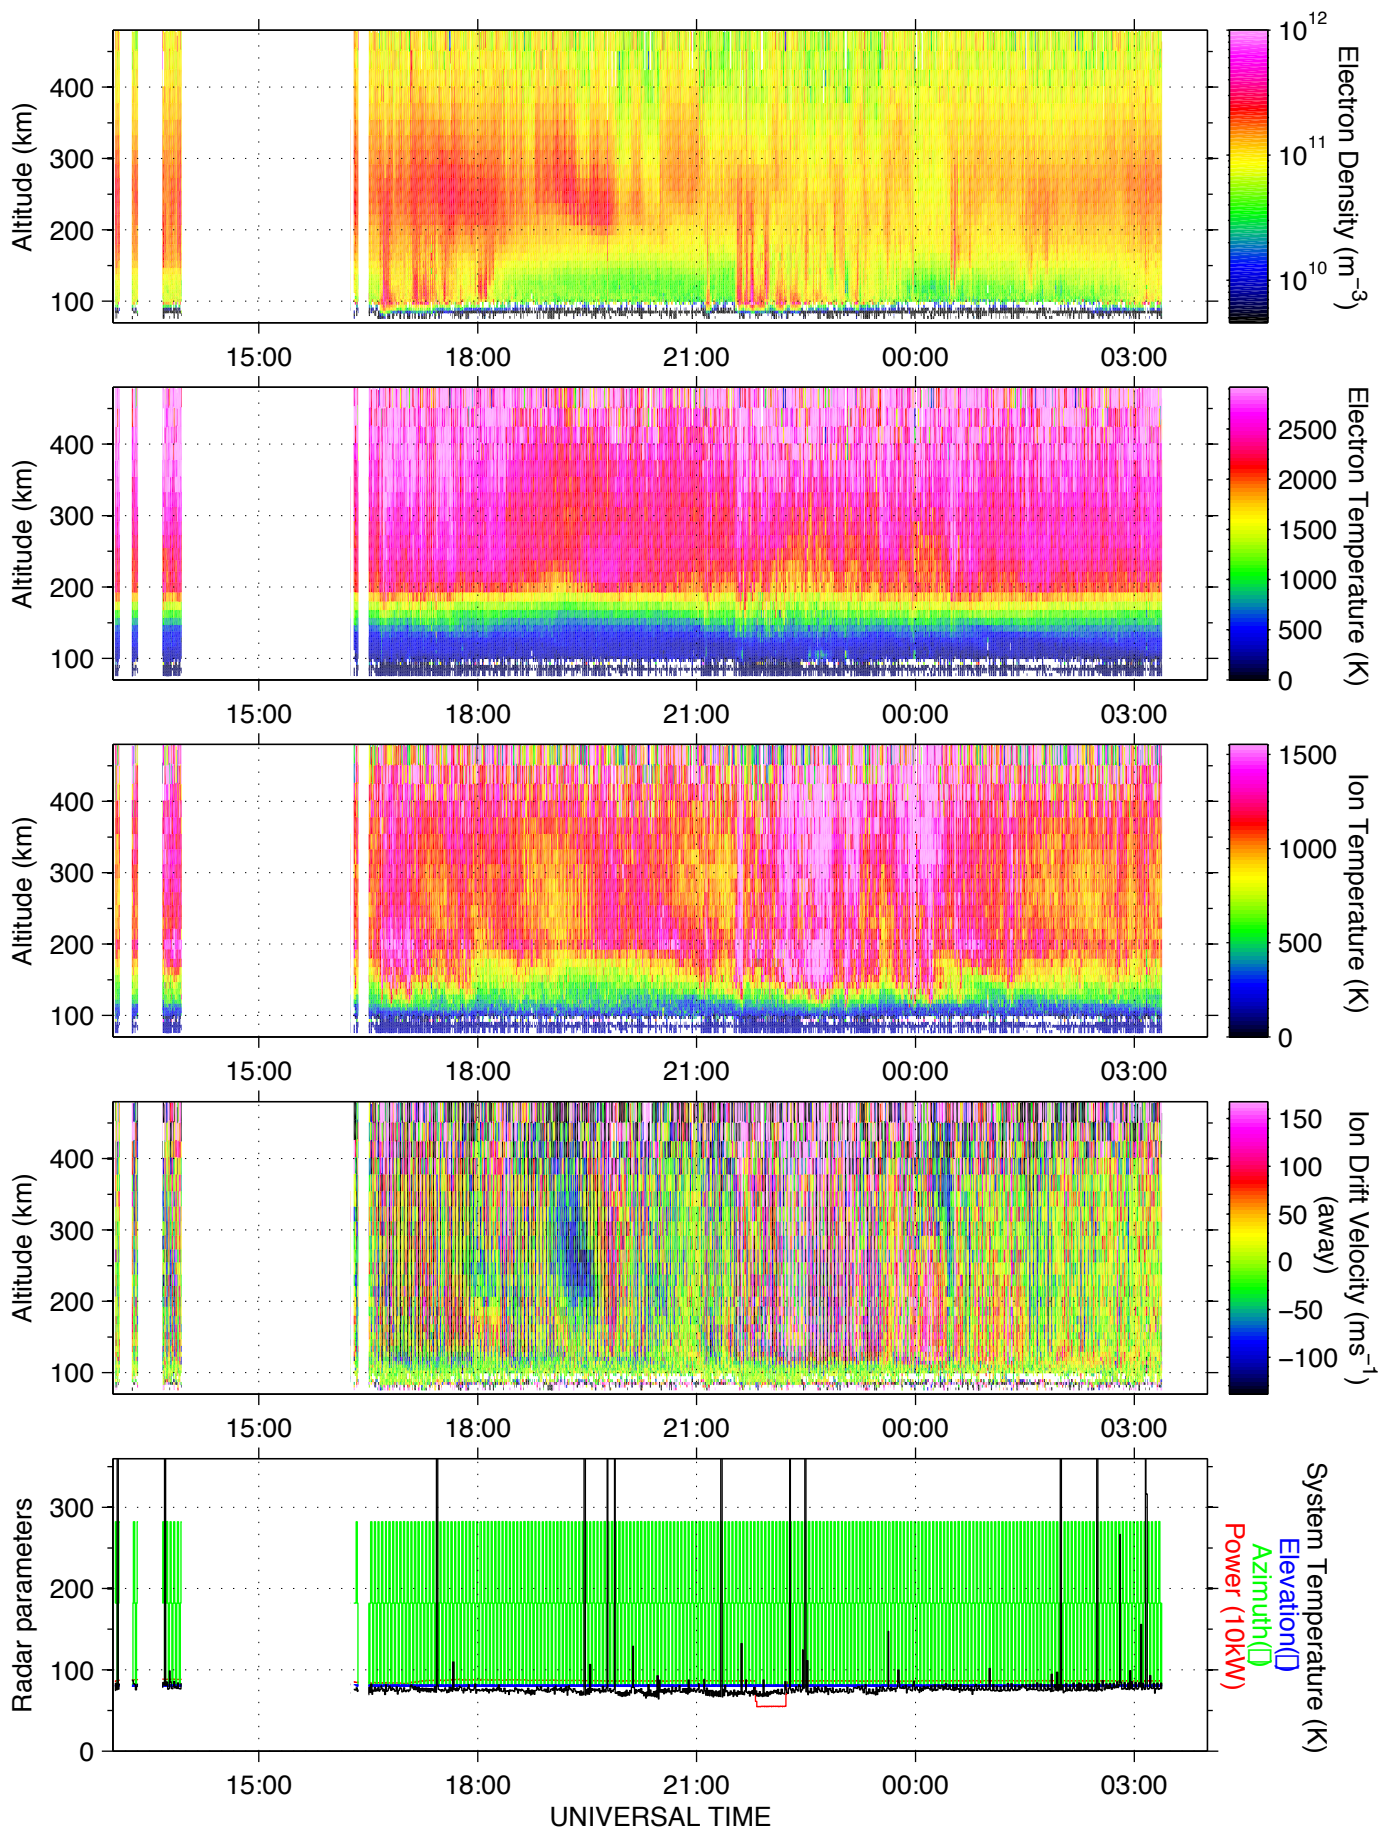 400
300
200
100
Altitude (km)
15:00 18:00 21:00 00:00 03:00
10¹²
10¹¹
10¹⁰
Electron Density (m⁻³)
400
300
200
100
Altitude (km)
15:00 18:00 21:00 00:00 03:00
2500
2000
1500
1000
500
0
Electron Temperature (K)
400
300
200
100
Altitude (km)
15:00 18:00 21:00 00:00 03:00
1500
1000
500
0
Ion Temperature (K)
400
300
200
100
Altitude (km)
15:00 18:00 21:00 00:00 03:00
150
100
50
0
−50
−100
Ion Drift Velocity (ms⁻¹)
(away)
300
200
100
0
Radar parameters
15:00 18:00 21:00 00:00 03:00
UNIVERSAL TIME
System Temperature (K)
Elevation(□)
Azimuth(□)
Power (10kW)